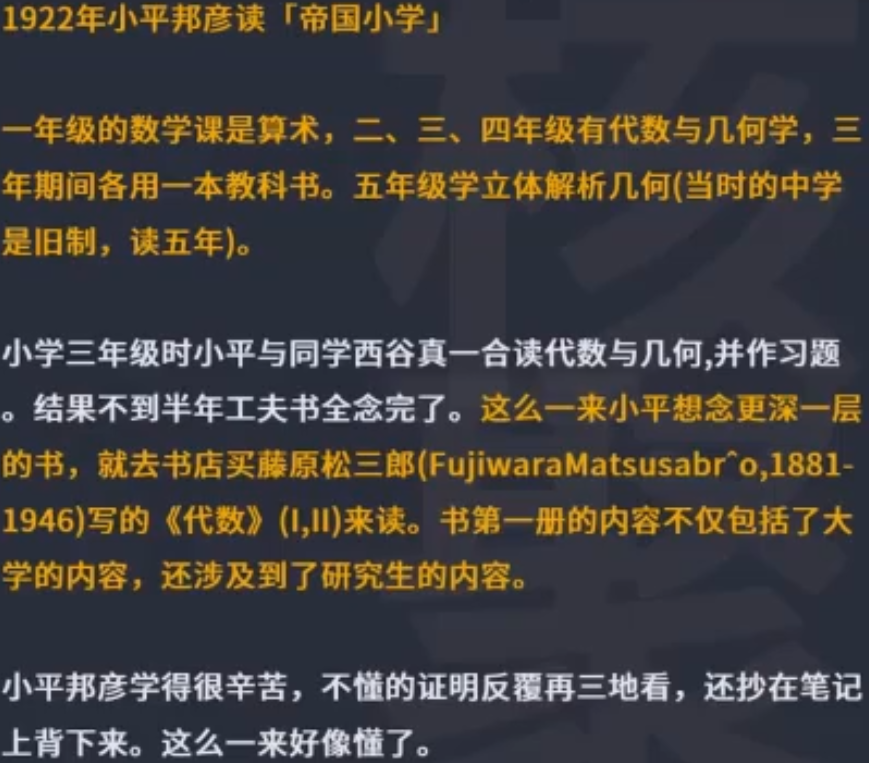 1922年小平邦彦读「帝国小学」
一年级的数学课是算术，二、三、四年级有代数与几何学，三
年期间各用一本教科书。五年级学立体解析几何(当时的中学
是旧制，读五年)。
小学三年级时小平与同学西谷真一合读代数与几何,并作习题
。结果不到半年工夫书全念完了。这么一来小平想念更深一层
的书，就去书店买藤原松三郎(FujiwaraMatsusabrˆo,1881-
1946)写的《代数》(I,II)来读。书第一册的内容不仅包括了大
学的内容，还涉及到了研究生的内容。
小平邦彦学得很辛苦，不懂的证明反覆再三地看，还抄在笔记
上背下来。这么一来好像懂了。